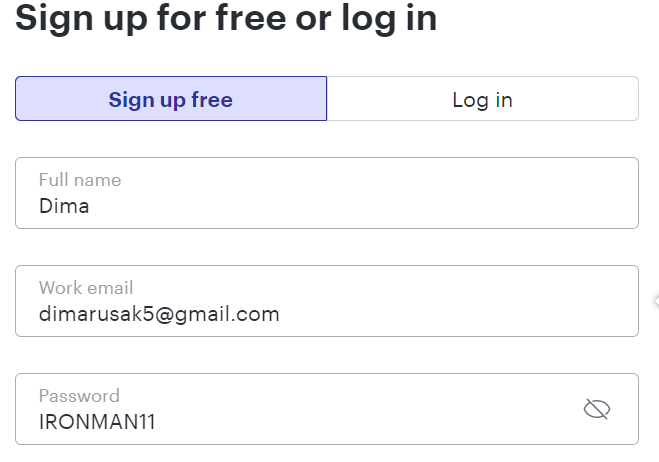 Sign up for free or log in
Sign up free
Log in
Full name
Dima
Work email
dimarusak5@gmail.com
Password
IRONMAN11